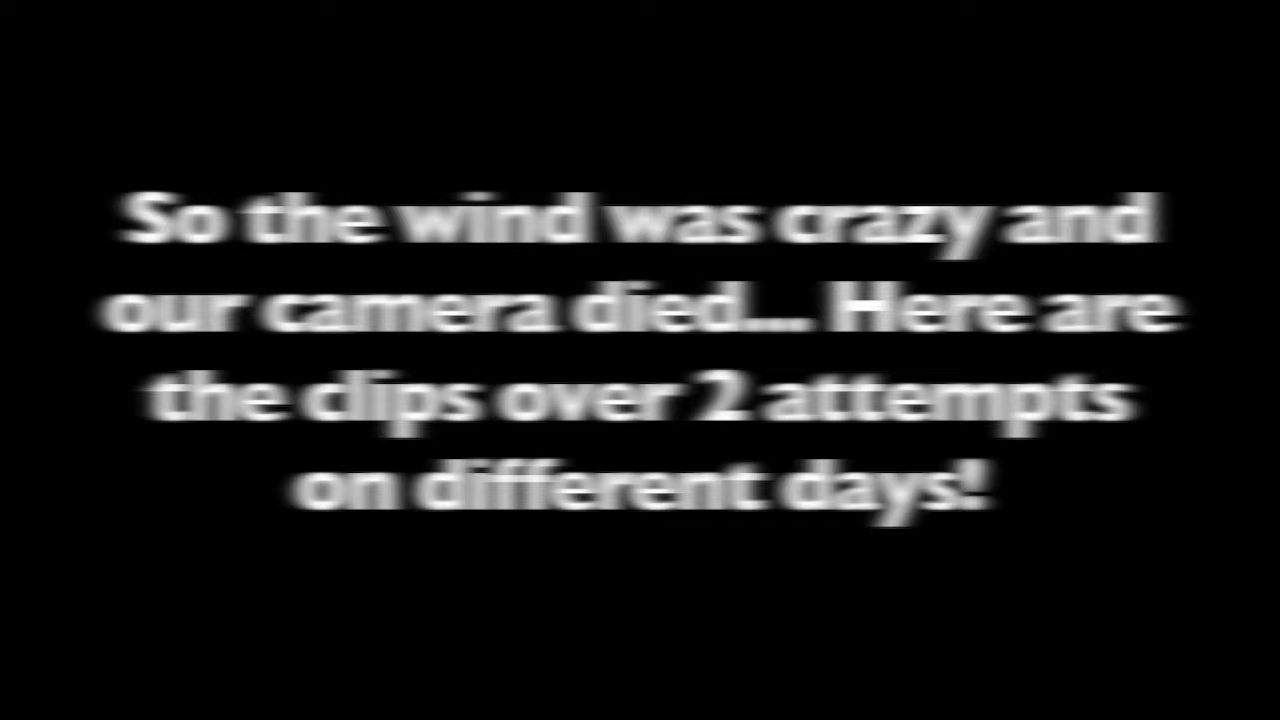 So the wind was crazy and
our camera died... Here are
the clips over 2 attempts
on different days!